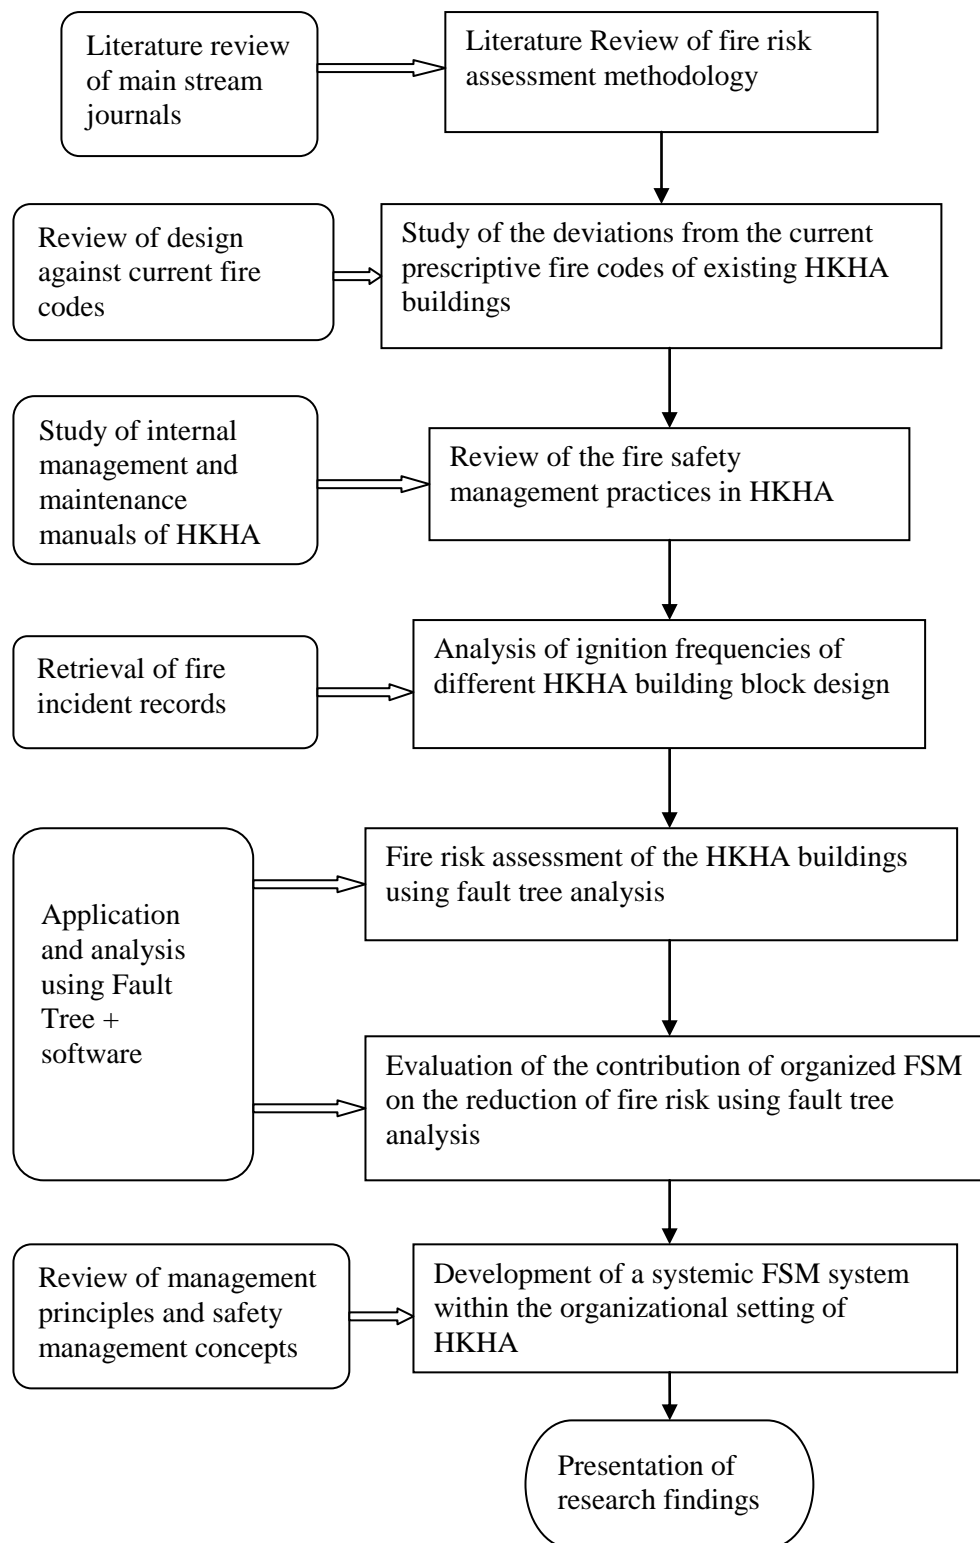 Literature review
of main stream
journals
Literature Review of fire risk
assessment methodology
Review of design
against current fire
codes
Study of the deviations from the current
prescriptive fire codes of existing HKHA
buildings
Study of internal
management and
maintenance
manuals of HKHA
Review of the fire safety
management practices in HKHA
Retrieval of fire
incident records
Analysis of ignition frequencies of
different HKHA building block design
Application
and analysis
using Fault
Tree +
software
Fire risk assessment of the HKHA buildings
using fault tree analysis
Evaluation of the contribution of organized FSM
on the reduction of fire risk using fault tree
analysis
Review of management
principles and safety
management concepts
Development of a systemic FSM system
within the organizational setting of
HKHA
Presentation of
research findings